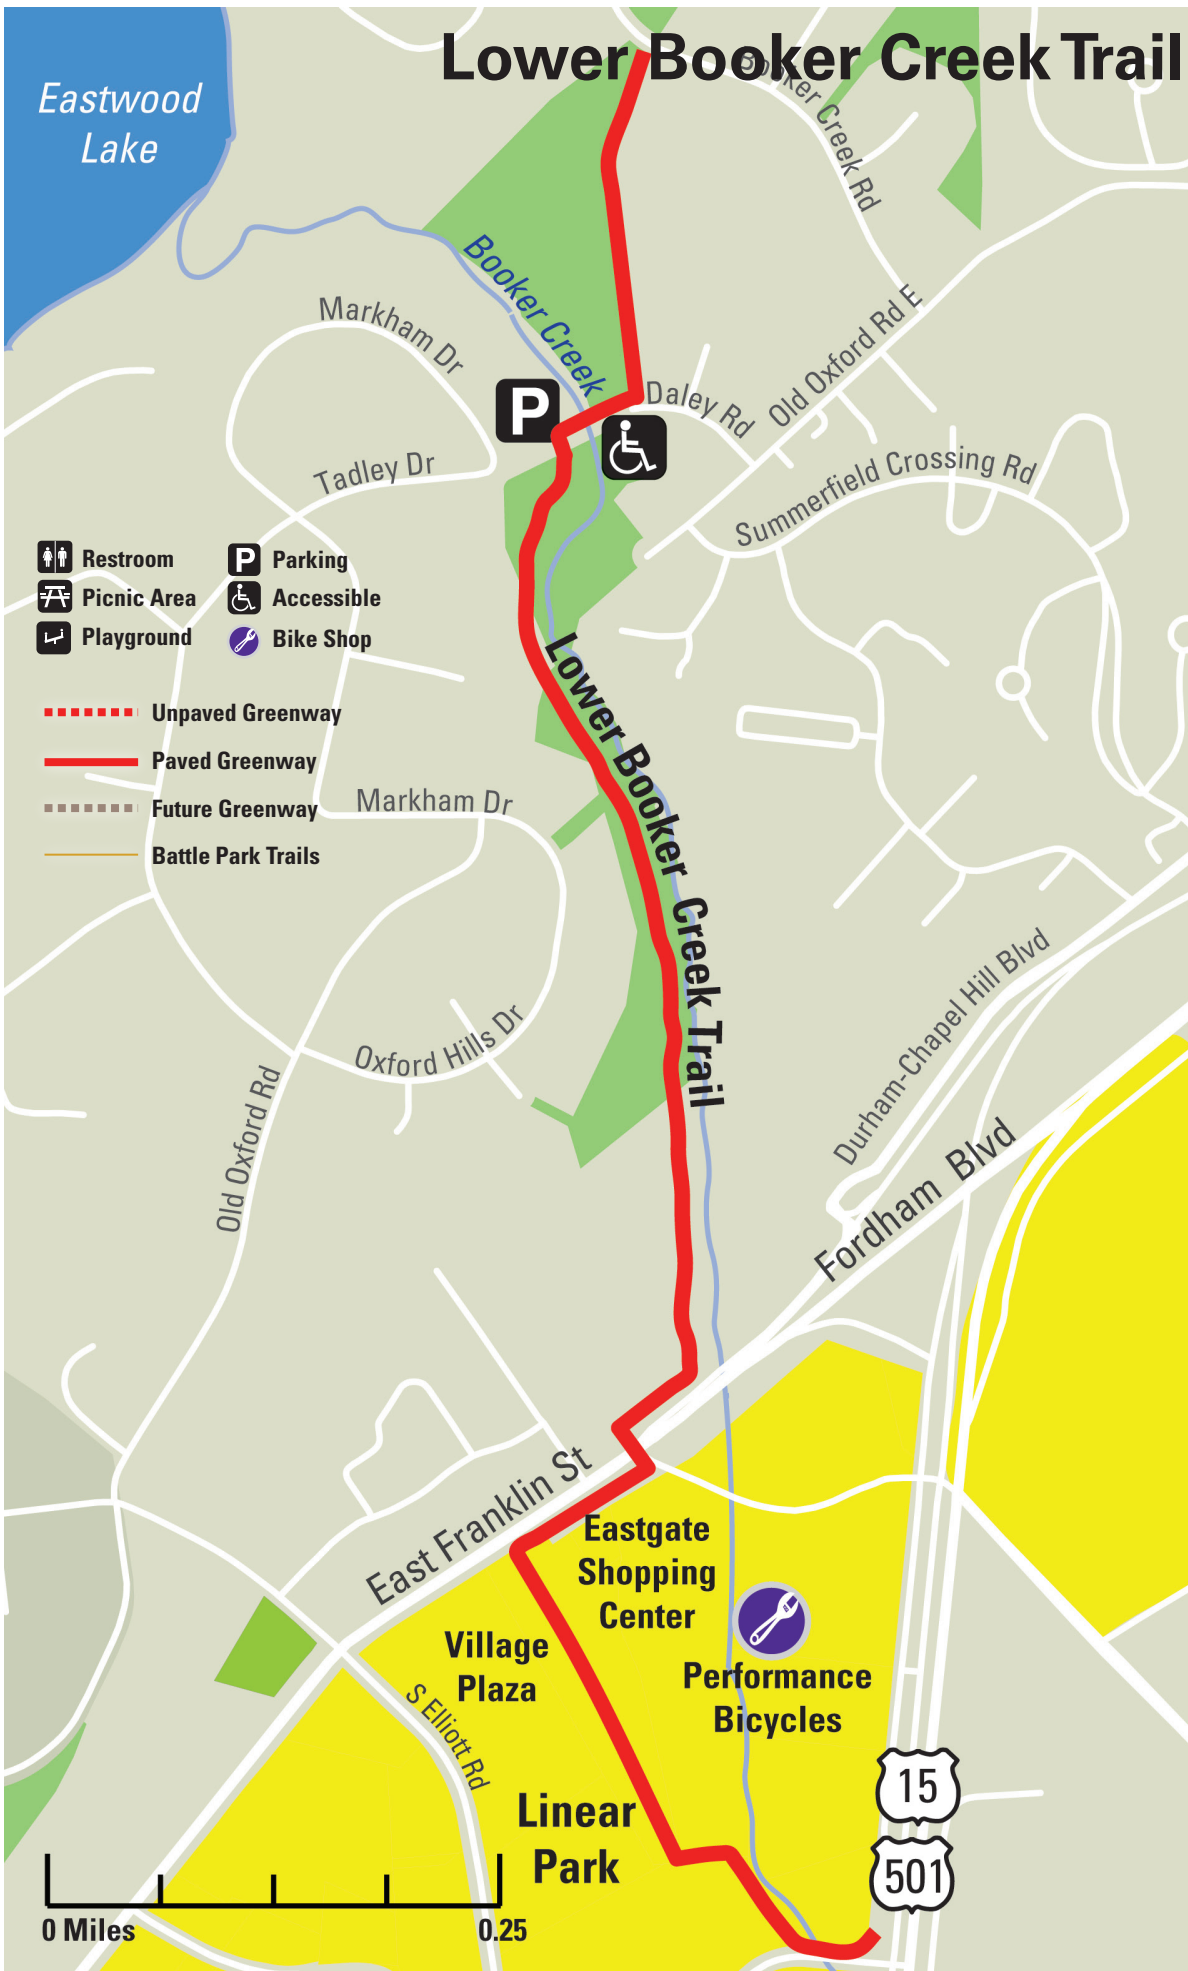 Lower Booker Creek Trail
Eastwood
Lake
Booker Creek Rd
Booker Creek
Markham Dr
Old Oxford Rd E
P
Daley Rd
Tadley Dr
Summerfield Crossing Rd
Restroom
P Parking
Picnic Area
Accessible
Playground
Bike Shop
Unpaved Greenway
Paved Greenway
Future Greenway
Battle Park Trails
Lower Booker Creek Trail
Markham Dr
Durham-Chapel Hill Blvd
Oxford Hills Dr
Old Oxford Rd
Fordham Blvd
East Franklin St
Eastgate
Shopping
Center
Village
Plaza
Performance
Bicycles
S Elliott Rd
Linear
Park
15
501
0 Miles
0.25